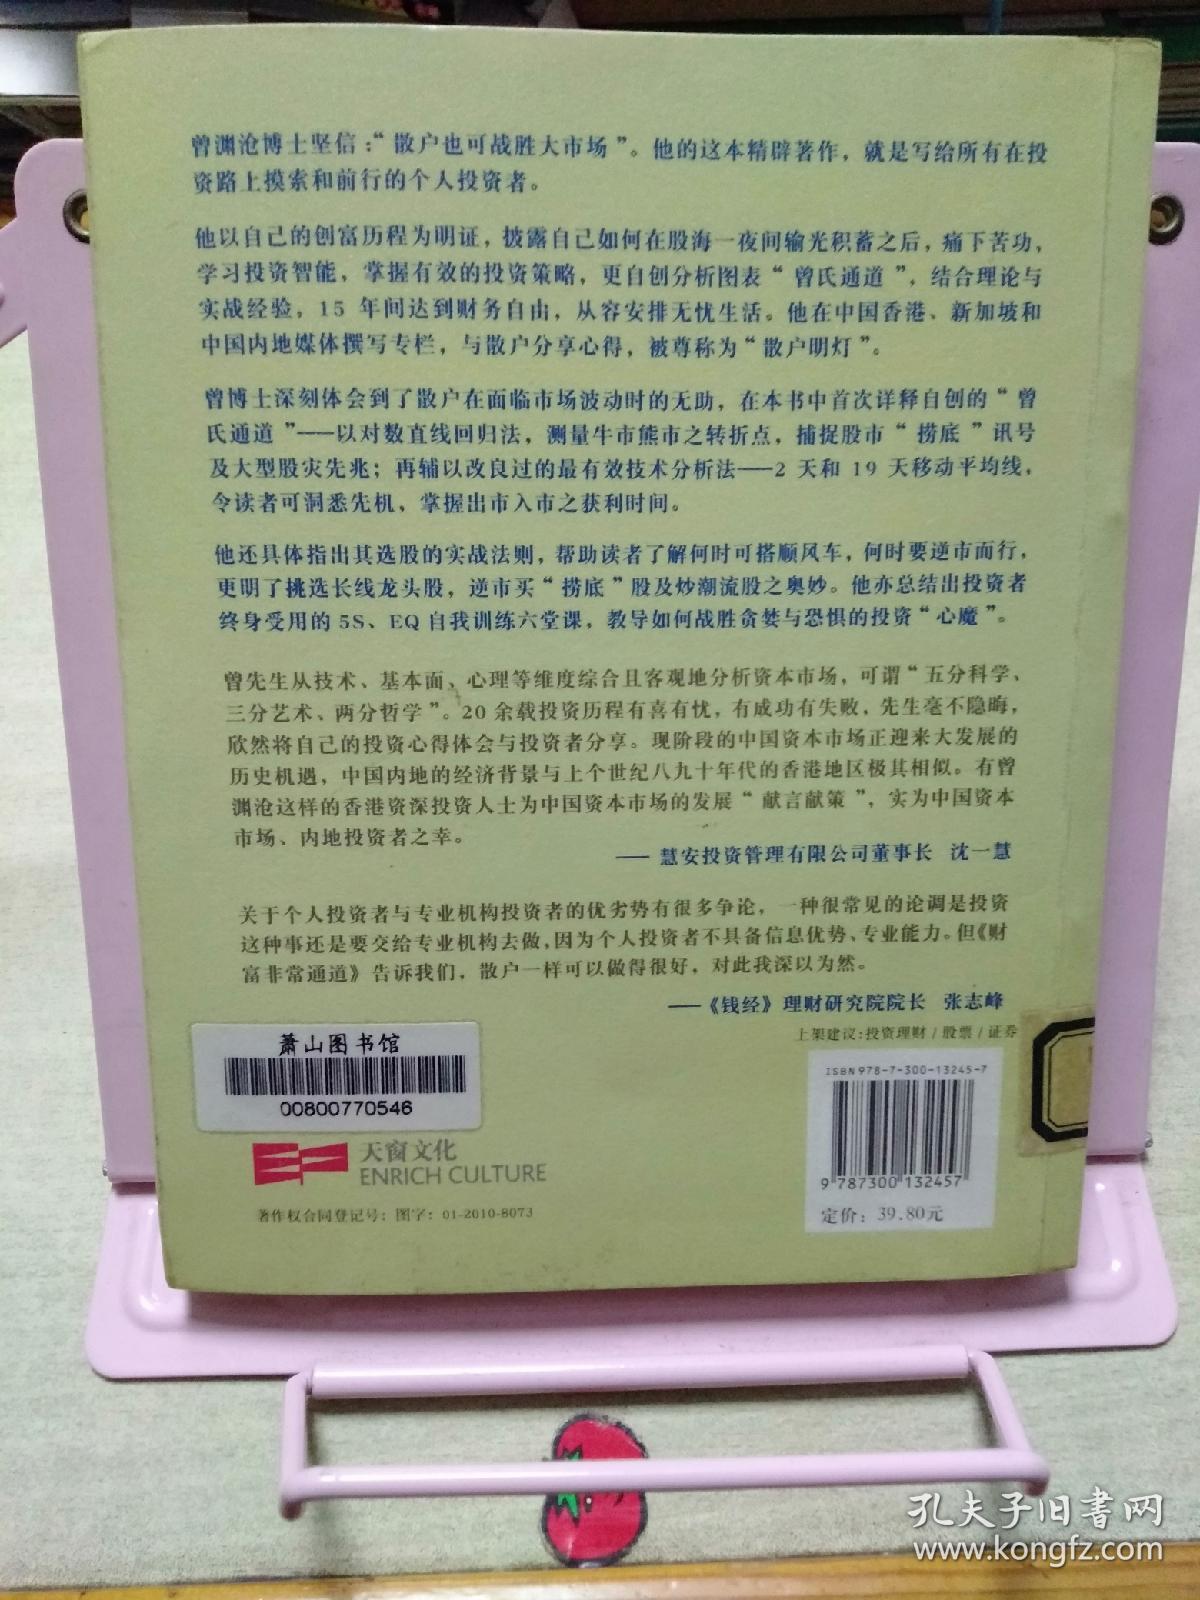 曾渊沧博士坚信：“散户也可战胜大市场”。他的这本精辟著作，就是写给所有在投
资路上摸索和前行的个人投资者。
他以自己的创富历程为明证，披露自己如何在股海一夜间输光积蓄之后，痛下苦功，
学习投资智能，掌握有效的投资策略，更自创分析图表“曾氏通道”，结合理论与
实战经验，15 年间达到财务自由，从容安排无忧生活。他在中国香港、新加坡和
中国内地媒体撰写专栏，与散户分享心得，被尊称为“散户明灯”。
曾博士深刻体会到了散户在面临市场波动时的无助，在本书中首次详释自创的“曾
氏通道”——以对数直线回归法，测量牛市熊市之转折点，捕捉股市“捞底”讯号
及大型股灾先兆；再辅以改良过的最有效技术分析法——2 天和 19 天移动平均线，
令读者可洞悉先机，掌握出市入市之获利时间。
他还具体指出其选股的实战法则，帮助读者了解何时可搭顺风车，何时要逆市而行，
更明了挑选长线龙头股，逆市买“捞底”股及炒潮流股之奥妙。他亦总结出投资者
终身受用的 5S、EQ 自我训练六堂课，教导如何战胜贪婪与恐惧的投资“心魔”。
曾先生从技术、基本面、心理等维度综合且客观地分析资本市场，可谓“五分科学、
三分艺术、两分哲学”。20 余载投资历程有喜有忧，有成功有失败，先生毫不隐晦，
欣然将自己的投资心得体会与投资者分享。现阶段的中国资本市场正迎来大发展的
历史机遇，中国内地的经济背景与上个世纪八九十年代的香港地区极其相似。有曾
渊沧这样的香港资深投资人士为中国资本市场的发展“献言献策”，实为中国资本
市场、内地投资者之幸。
—— 慧安投资管理有限公司董事长 沈一慧
关于个人投资者与专业机构投资者的优劣势有很多争论，一种很常见的论调是投资
这种事还是要交给专业机构去做，因为个人投资者不具备信息优势、专业能力。但《财
富非常通道》告诉我们，散户一样可以做得很好，对此我深以为然。
——《钱经》理财研究院院长 张志峰
上架建议：投资理财 / 股票 / 证券
萧山图书馆
00800770546
ISBN 978-7-300-13245-7
9 787300 132457
定价：39.80元
天窗文化
ENRICH CULTURE
著作权合同登记号：图字：01-2010-8073
孔夫子旧书网
www.kongfz.com